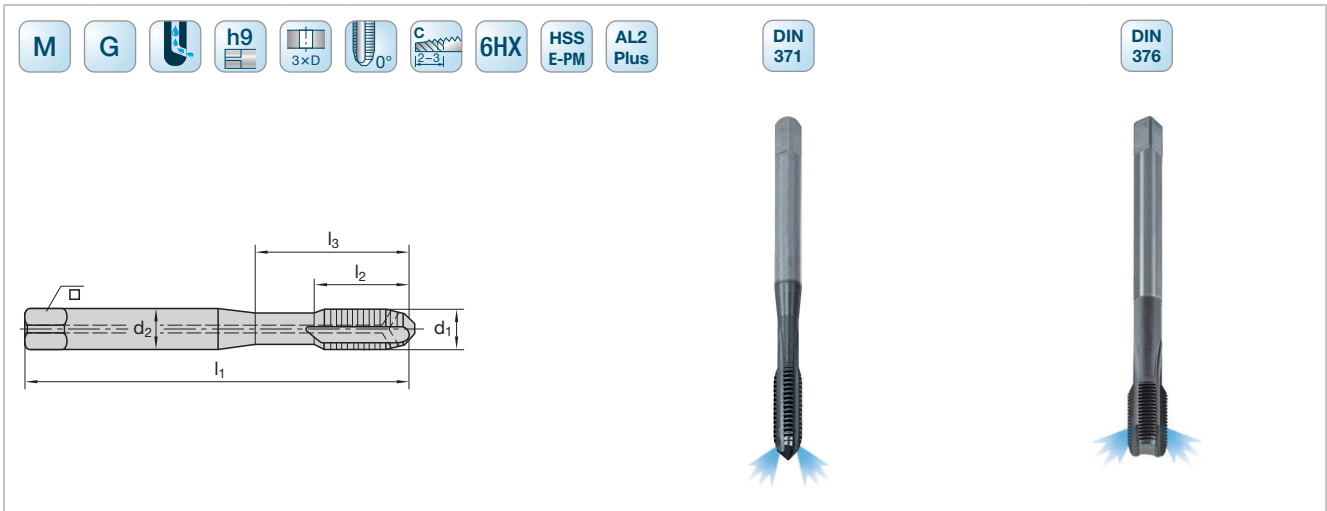 M
G
h9
3×D
0°
C
2–3
6HX
HSS
E-PM
AL2
Plus
DIN
371
DIN
376
l3
l2
d2
d1
l1